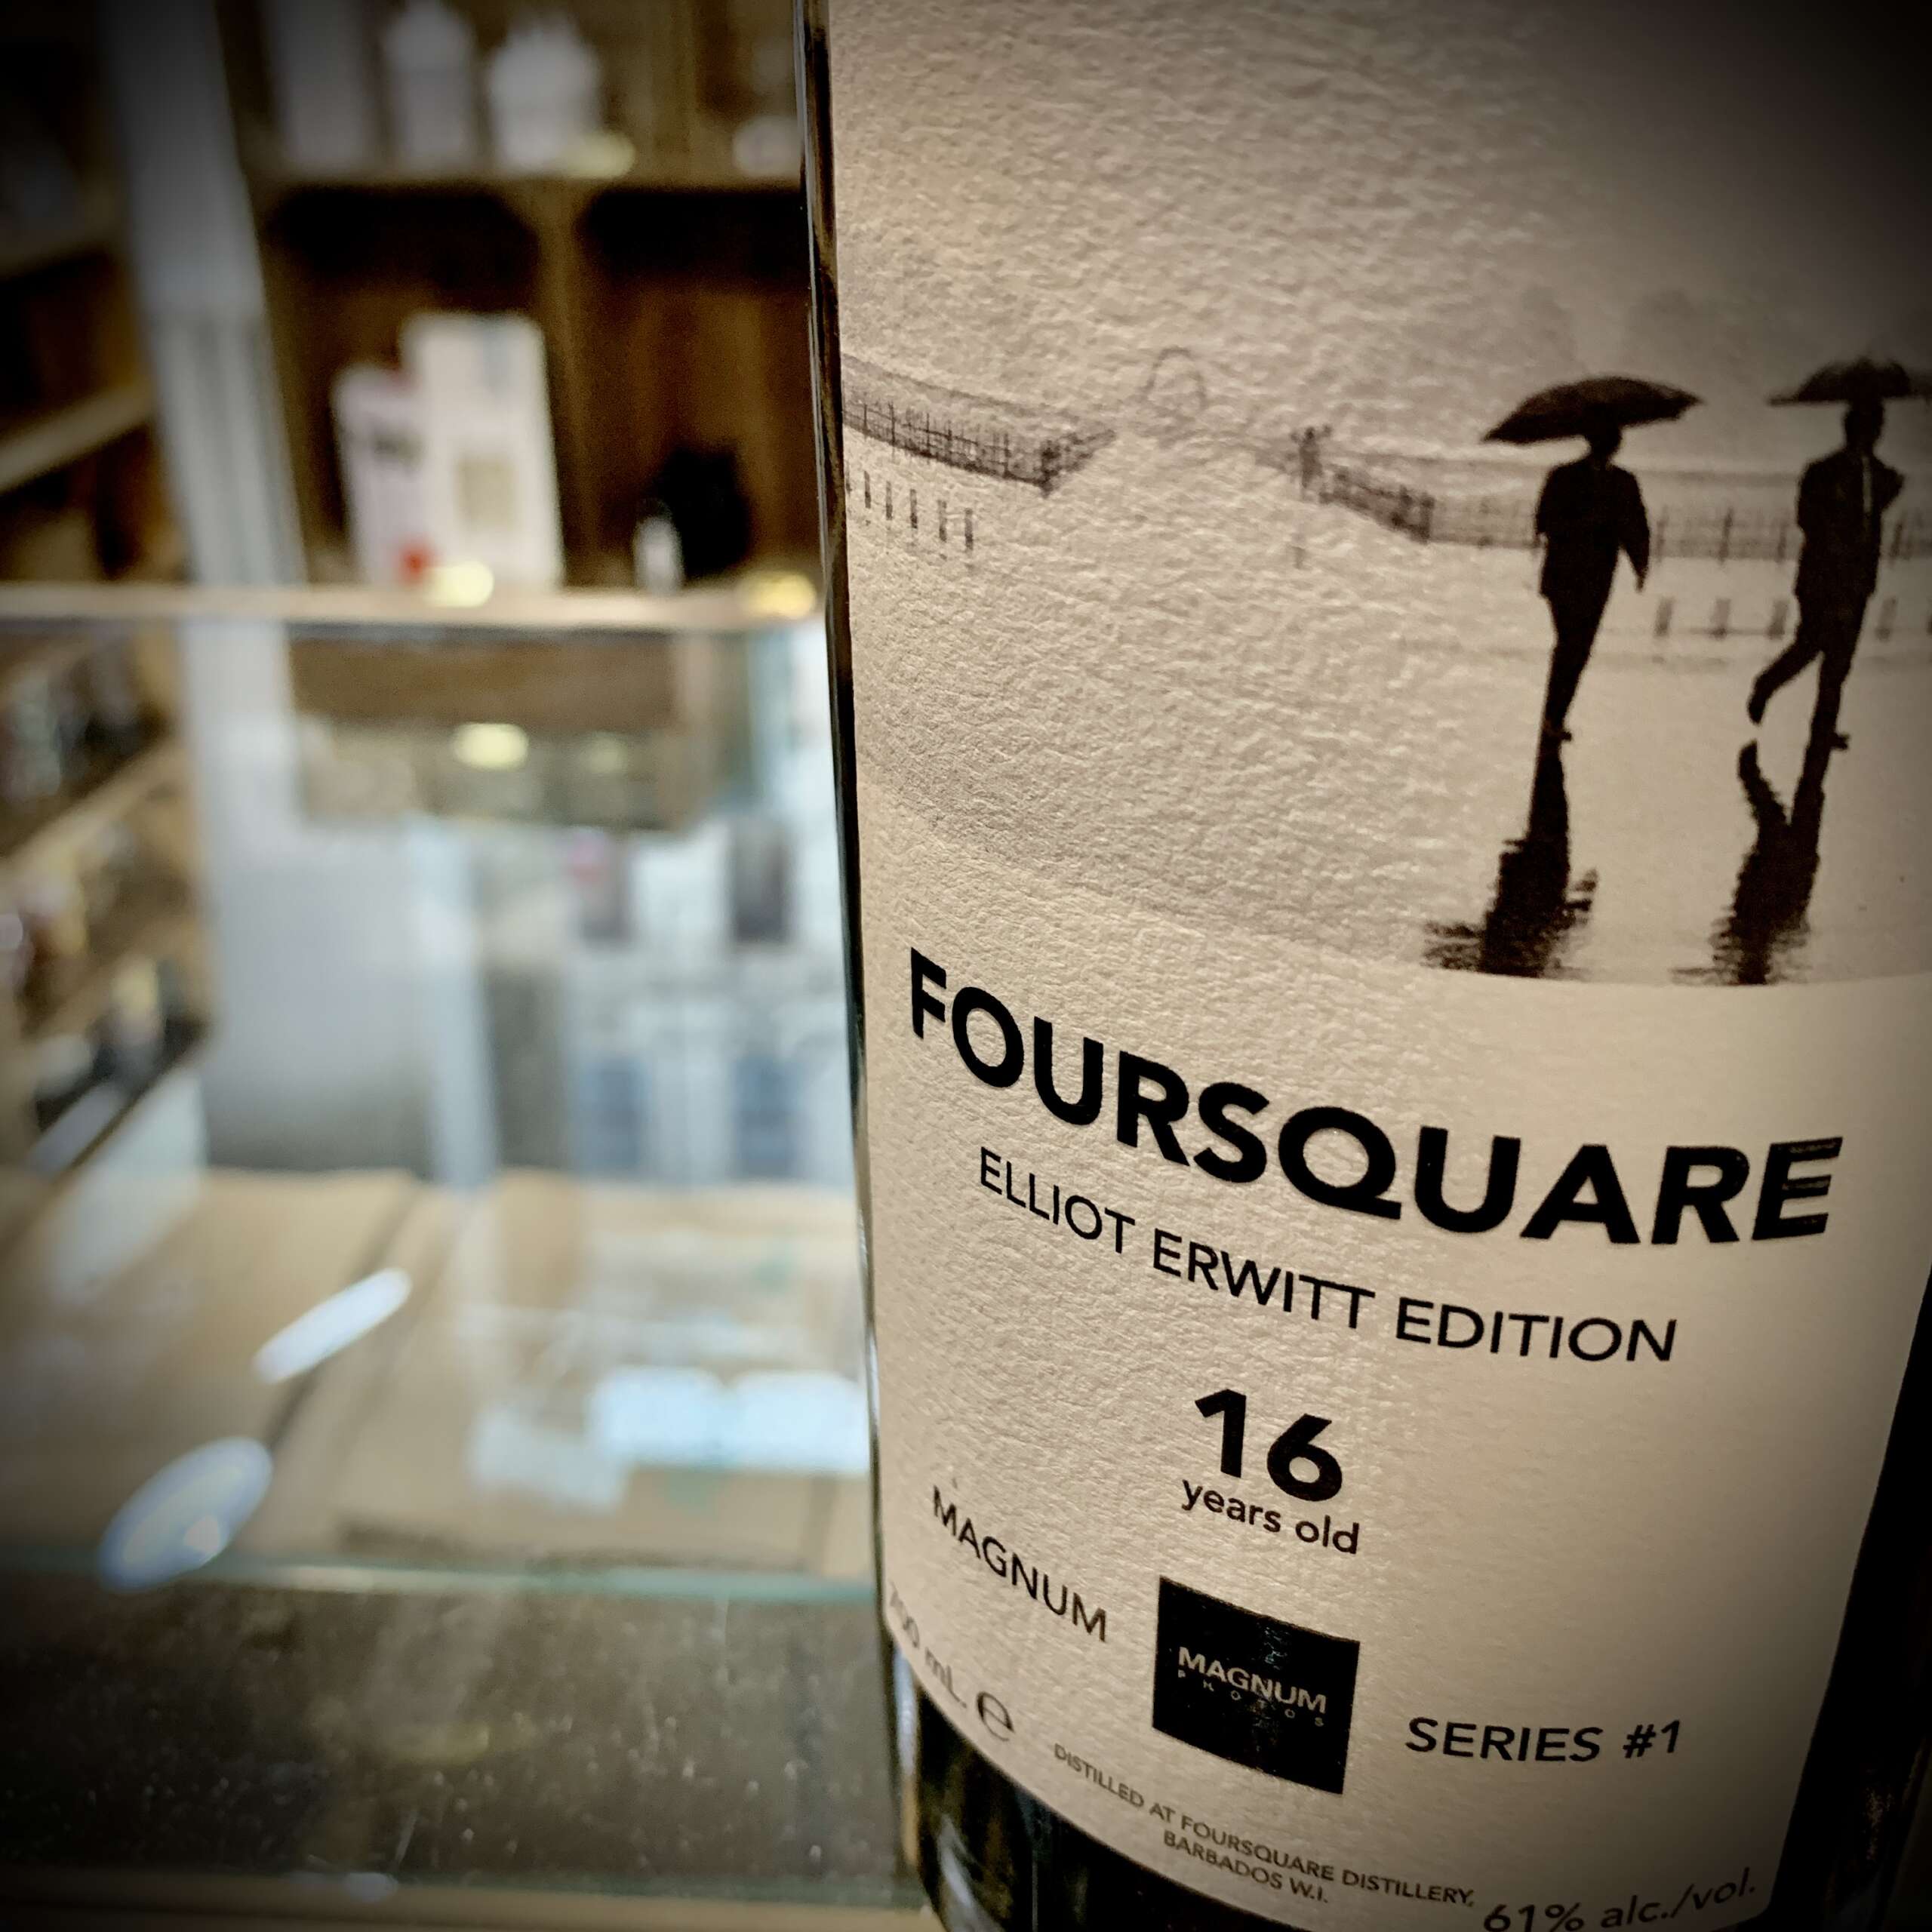 FOURSQUARE
ELLIOT ERWITT EDITION
16
years old
MAGNUM
MAGNUM
PHOTOS
SERIES #1
700 mL. e
DISTILLED AT FOURSQUARE DISTILLERY,
BARBADOS W.I.
61% alc./vol.